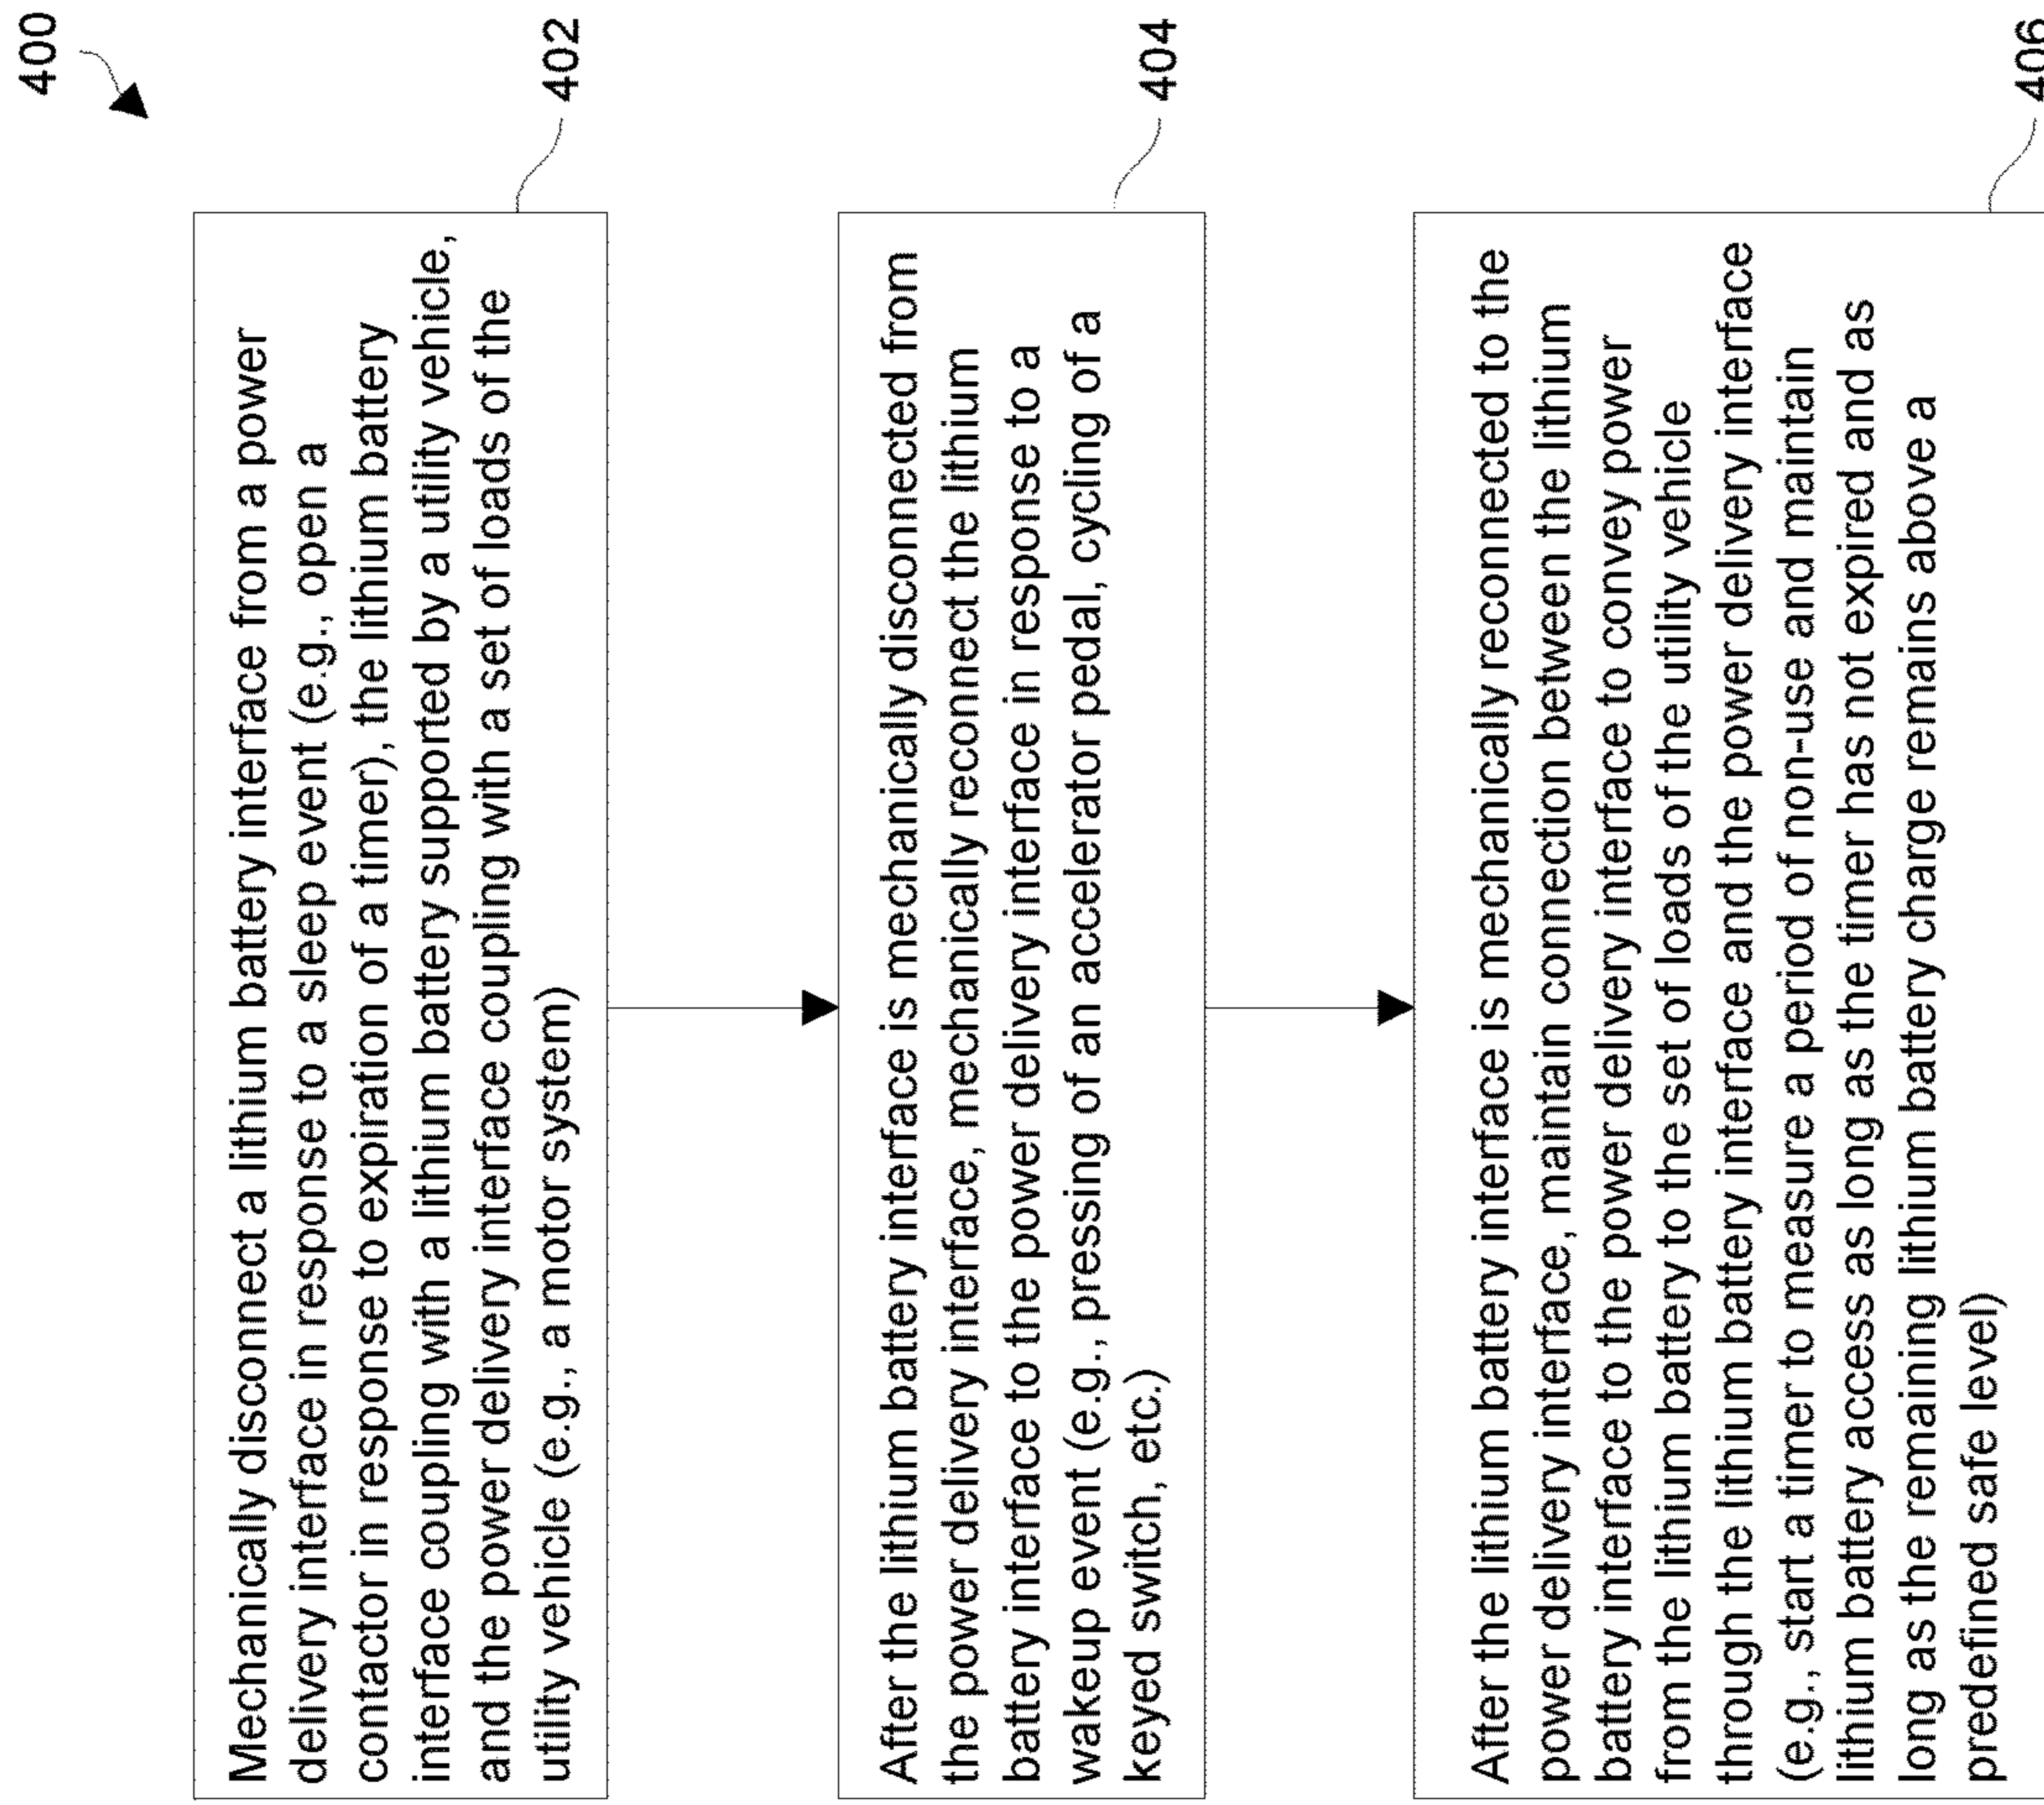 400
Mechanically disconnect a lithium battery interface from a power
delivery interface in response to a sleep event (e.g., open a
contactor in response to expiration of a timer), the lithium battery
interface coupling with a lithium battery supported by a utility vehicle,
and the power delivery interface coupling with a set of loads of the
utility vehicle (e.g., a motor system)
402
After the lithium battery interface is mechanically disconnected from
the power delivery interface, mechanically reconnect the lithium
battery interface to the power delivery interface in response to a
wakeup event (e.g., pressing of an accelerator pedal, cycling of a
keyed switch, etc.)
404
After the lithium battery interface is mechanically reconnected to the
power delivery interface, maintain connection between the lithium
battery interface to the power delivery interface to convey power
from the lithium battery to the set of loads of the utility vehicle
through the lithium battery interface and the power delivery interface
(e.g., start a timer to measure a period of non-use and maintain
lithium battery access as long as the timer has not expired and as
long as the remaining lithium battery charge remains above a
predefined safe level)
406